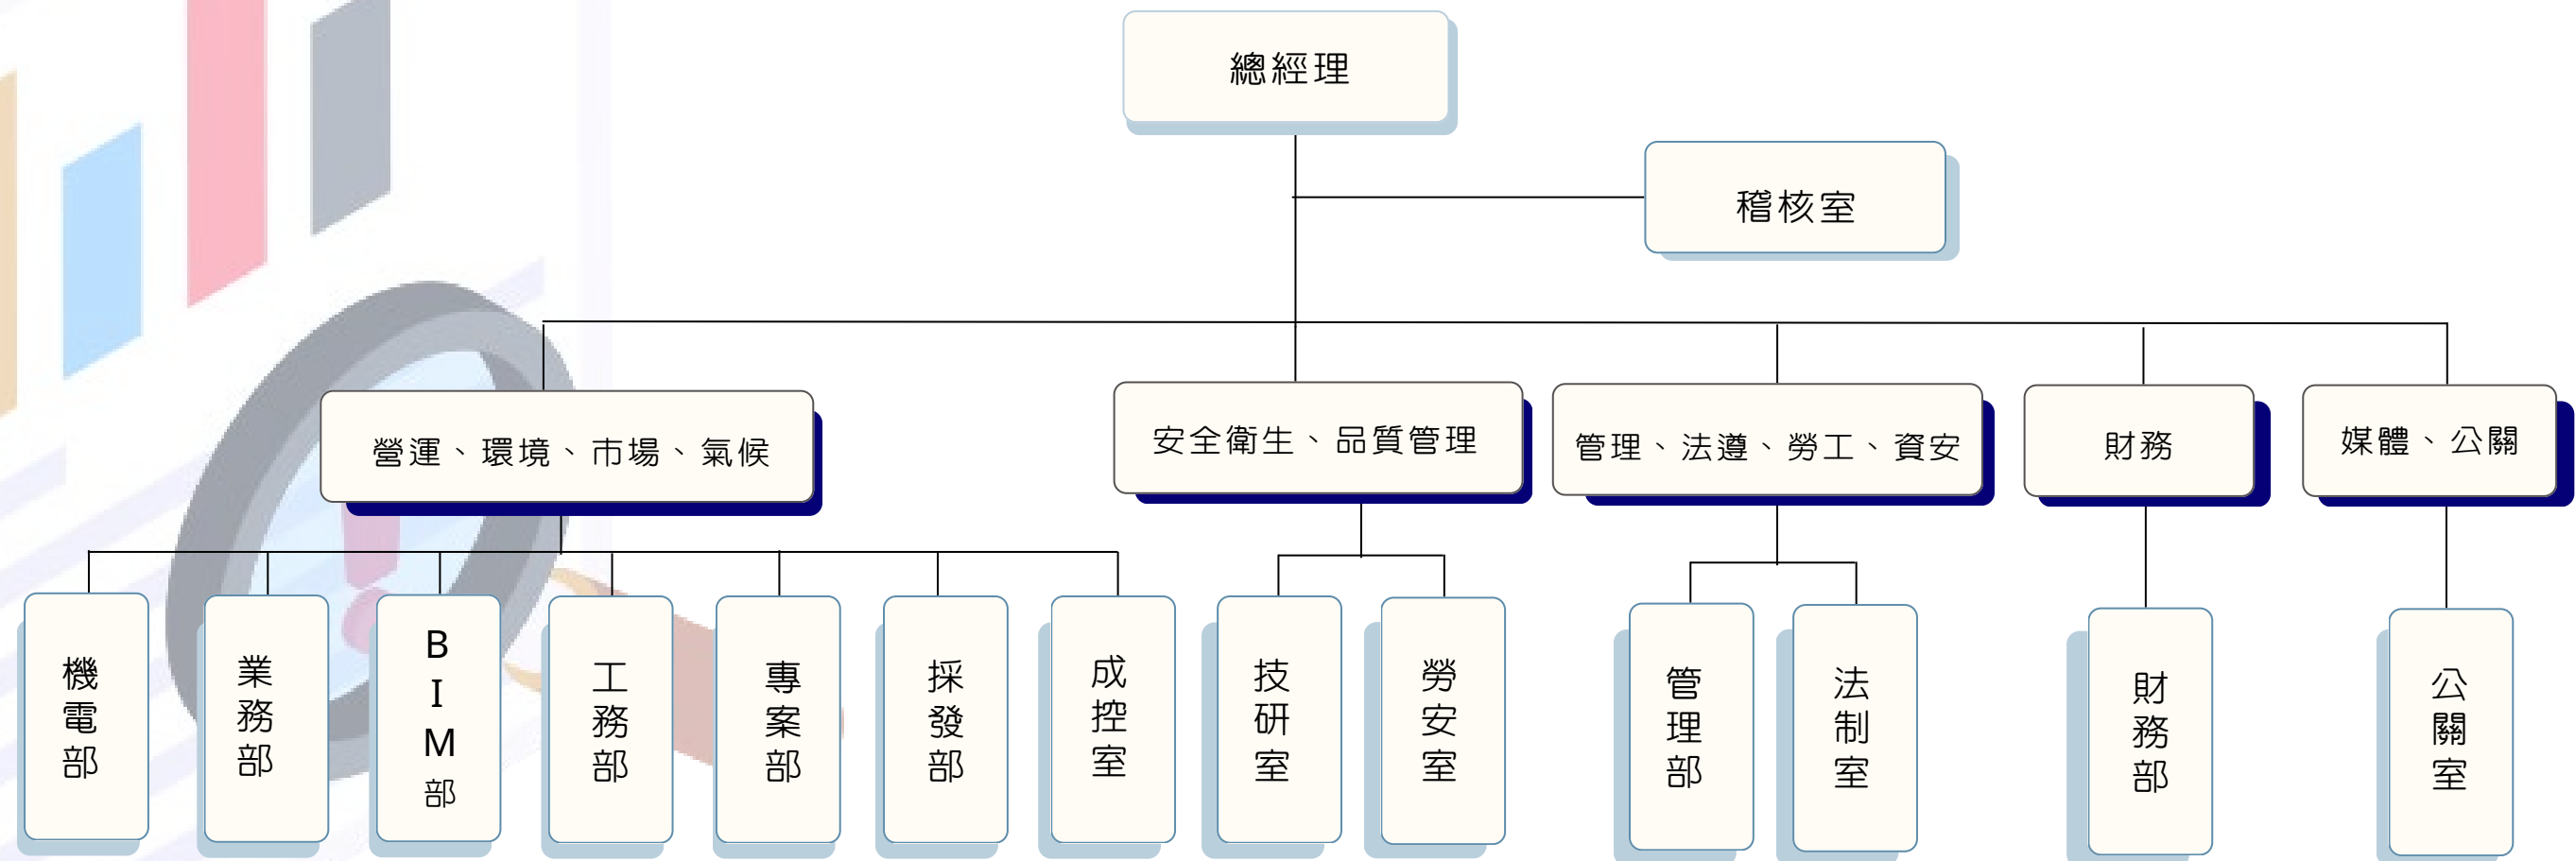 總經理
稽核室
營運、環境、市場、氣候
安全衛生、品質管理
管理、法遵、勞工、資安
財務
媒體、公關
機電部
業務部
BIM部
工務部
專案部
採發部
成控室
技研室
勞安室
管理部
法制室
財務部
公關室